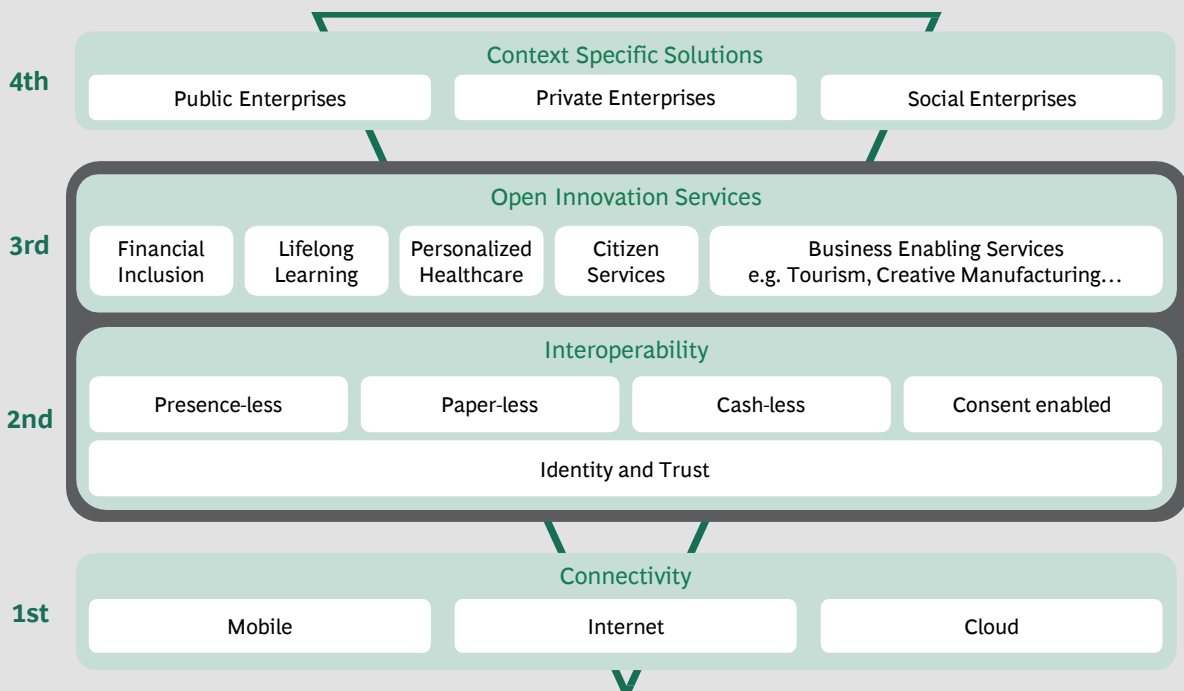 Context Specific Solutions
4th
Public Enterprises
Private Enterprises
Social Enterprises
Open Innovation Services
3rd
Financial
Inclusion
Lifelong
Learning
Personalized
Healthcare
Citizen
Services
Business Enabling Services
e.g. Tourism, Creative Manufacturing...
Interoperability
2nd
Presence-less
Paper-less
Cash-less
Consent enabled
Identity and Trust
Connectivity
1st
Mobile
Internet
Cloud